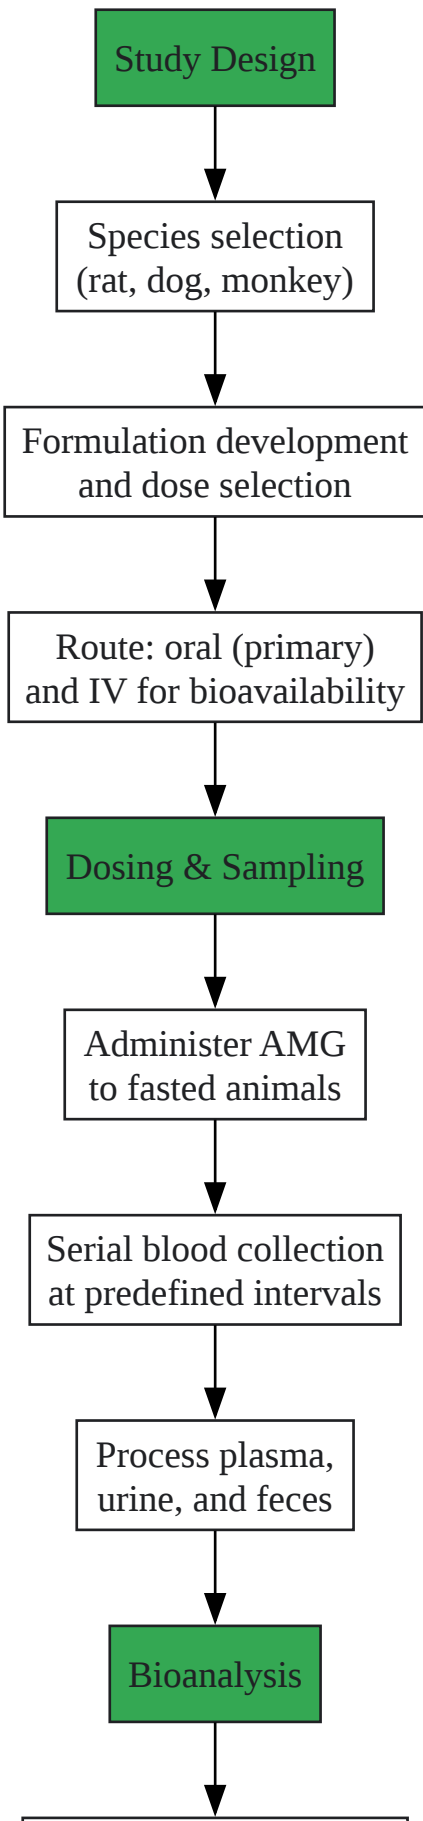 Study Design
Species selection
(rat, dog, monkey)
Formulation development
and dose selection
Route: oral (primary)
and IV for bioavailability
Dosing & Sampling
Administer AMG
to fasted animals
Serial blood collection
at predefined intervals
Process plasma,
urine, and feces
Bioanalysis